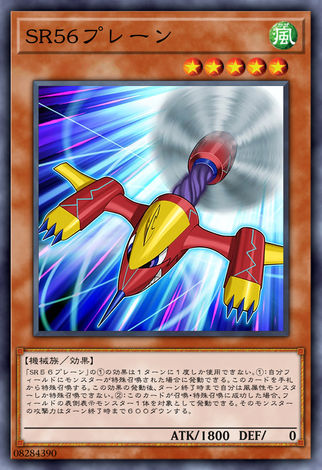 SR56プレーン
風
【機械族/効果】
「SR56プレーン」の①の効果は1ターンに1度しか使用できない。①:自分
フィールドにモンスターが特殊召喚された場合に発動できる。このカードを手札
から特殊召喚する。この効果の発動後、ターン終了時まで自分は風属性モンスタ
ーしか特殊召喚できない。②:このカードが召喚・特殊召喚に成功した場合、フ
ィールドの表側表示モンスター1体を対象として発動できる。そのモンスター
の攻撃力はターン終了時まで600ダウンする。
ATK/1800 DEF/ 0
08284390